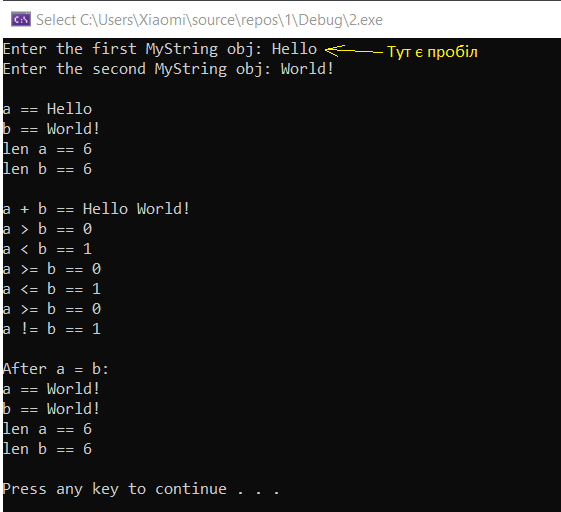 Select C:\Users\Xiaomi\source\repos\1\Debug\2.exe
Enter the first MyString obj: Hello Тут є пробіл
Enter the second MyString obj: World!
a == Hello
b == World!
len a == 6
len b == 6
a + b == Hello World!
a > b == 0
a < b == 1
a >= b == 0
a <= b == 1
a >= b == 0
a != b == 1
After a = b:
a == World!
b == World!
len a == 6
len b == 6
Press any key to continue . . .